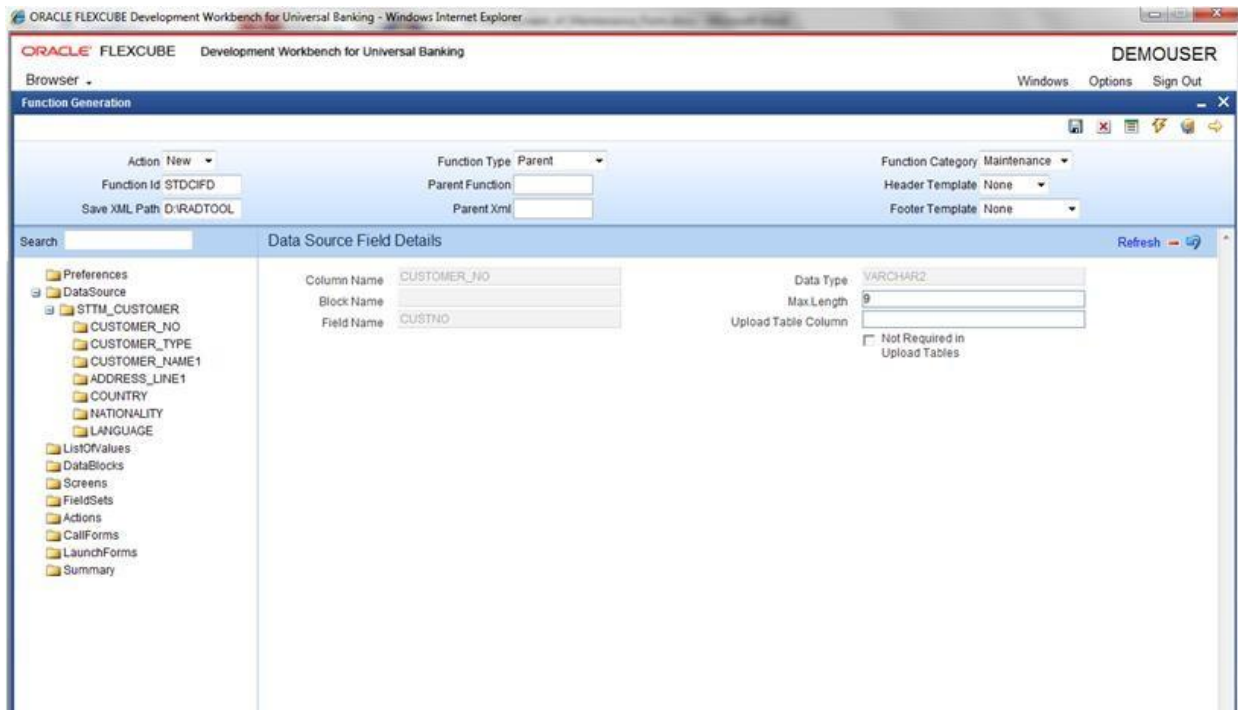 ORACLE FLEXCUBE Development Workbench for Universal Banking - Windows Internet Explorer
ORACLE FLEXCUBE Development Workbench for Universal Banking DEMOUSER
Browser Windows Options Sign Out
Function Generation
Action New Function Type Parent Function Category Maintenance
Function Id STDCIFD Parent Function Header Template None
Save XML Path D:\RADTOOL Parent Xml Footer Template None
Search Data Source Field Details Refresh
Preferences
DataSource
STTM_CUSTOMER
CUSTOMER_NO
CUSTOMER_TYPE
CUSTOMER_NAME1
ADDRESS_LINE1
COUNTRY
NATIONALITY
LANGUAGE
ListOfValues
DataBlocks
Screens
FieldSets
Actions
CallForms
LaunchForms
Summary
Column Name CUSTOMER_NO Data Type VARCHAR2
Block Name Max.Length 9
Field Name CUSTNO Upload Table Column
Not Required in
Upload Tables